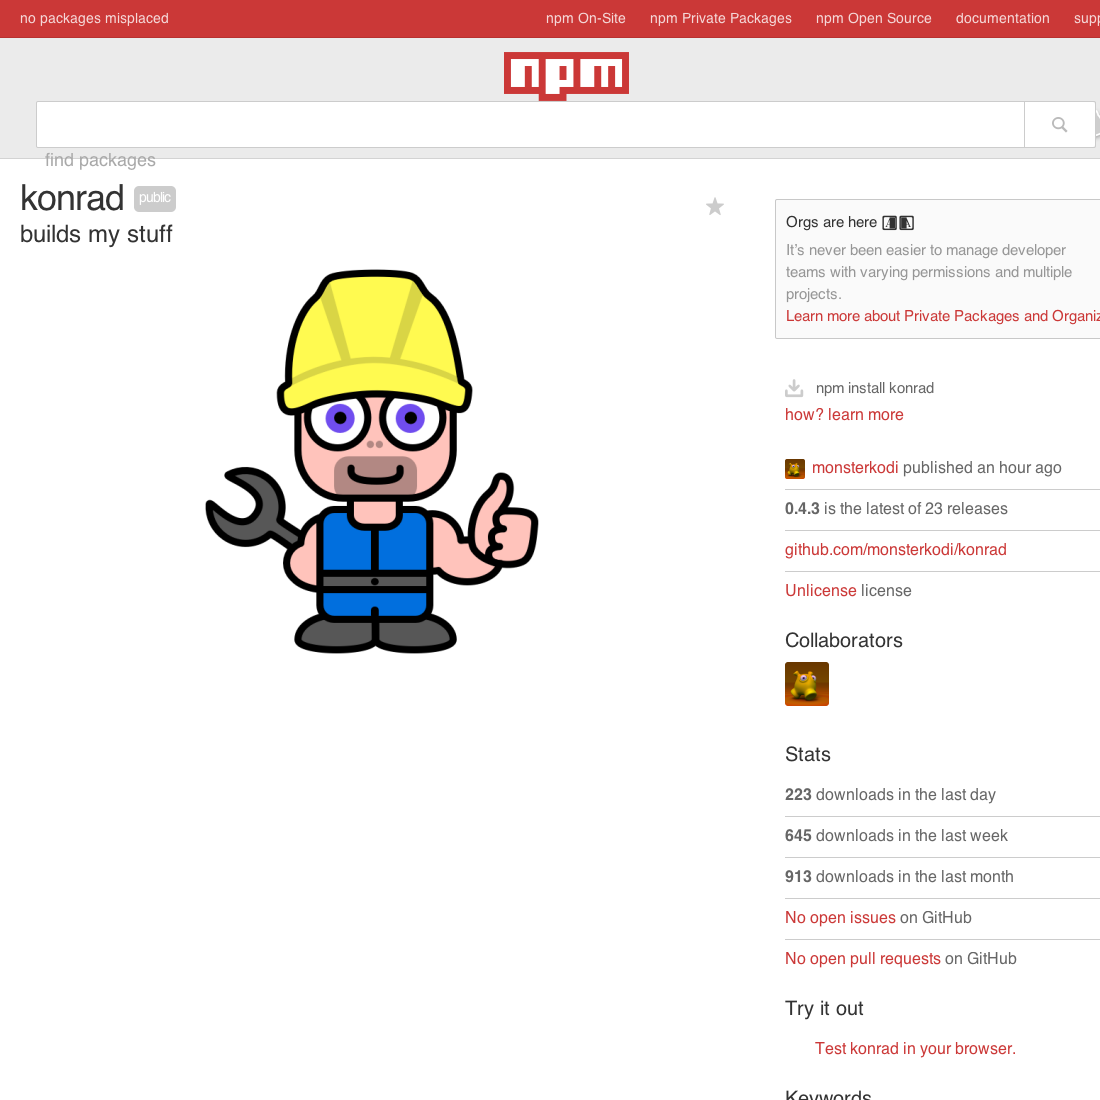 no packages misplaced
npm On-Site
npm Private Packages
npm Open Source
documentation
npm
find packages
konrad public
builds my stuff
Orgs are here
It's never been easier to manage developer
teams with varying permissions and multiple
projects.
Learn more about Private Packages and
npm install konrad
how? learn more
monsterkodi published an hour ago
0.4.3 is the latest of 23 releases
github.com/monsterkodi/konrad
Unlicense license
Collaborators
Stats
223 downloads in the last day
645 downloads in the last week
913 downloads in the last month
No open issues on GitHub
No open pull requests on GitHub
Try it out
Test konrad in your browser.
Keywords